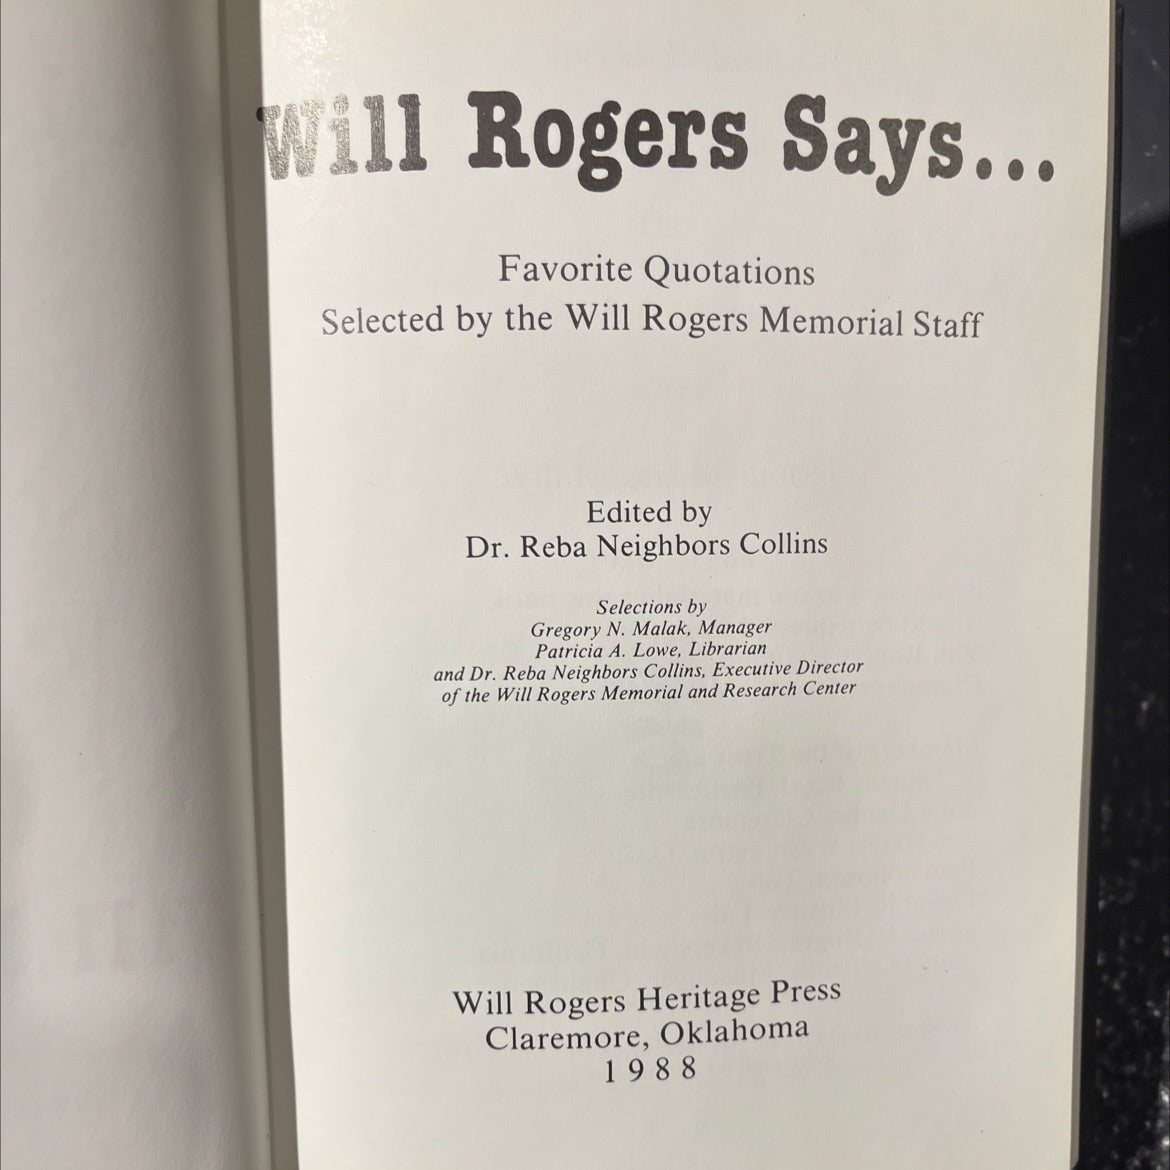 Will Rogers Says...
Favorite Quotations
Selected by the Will Rogers Memorial Staff
Edited by
Dr. Reba Neighbors Collins
Selections by
Gregory N. Malak, Manager
Patricia A. Lowe, Librarian
and Dr. Reba Neighbors Collins, Executive Director
of the Will Rogers Memorial and Research Center
Will Rogers Heritage Press
Claremore, Oklahoma
1988